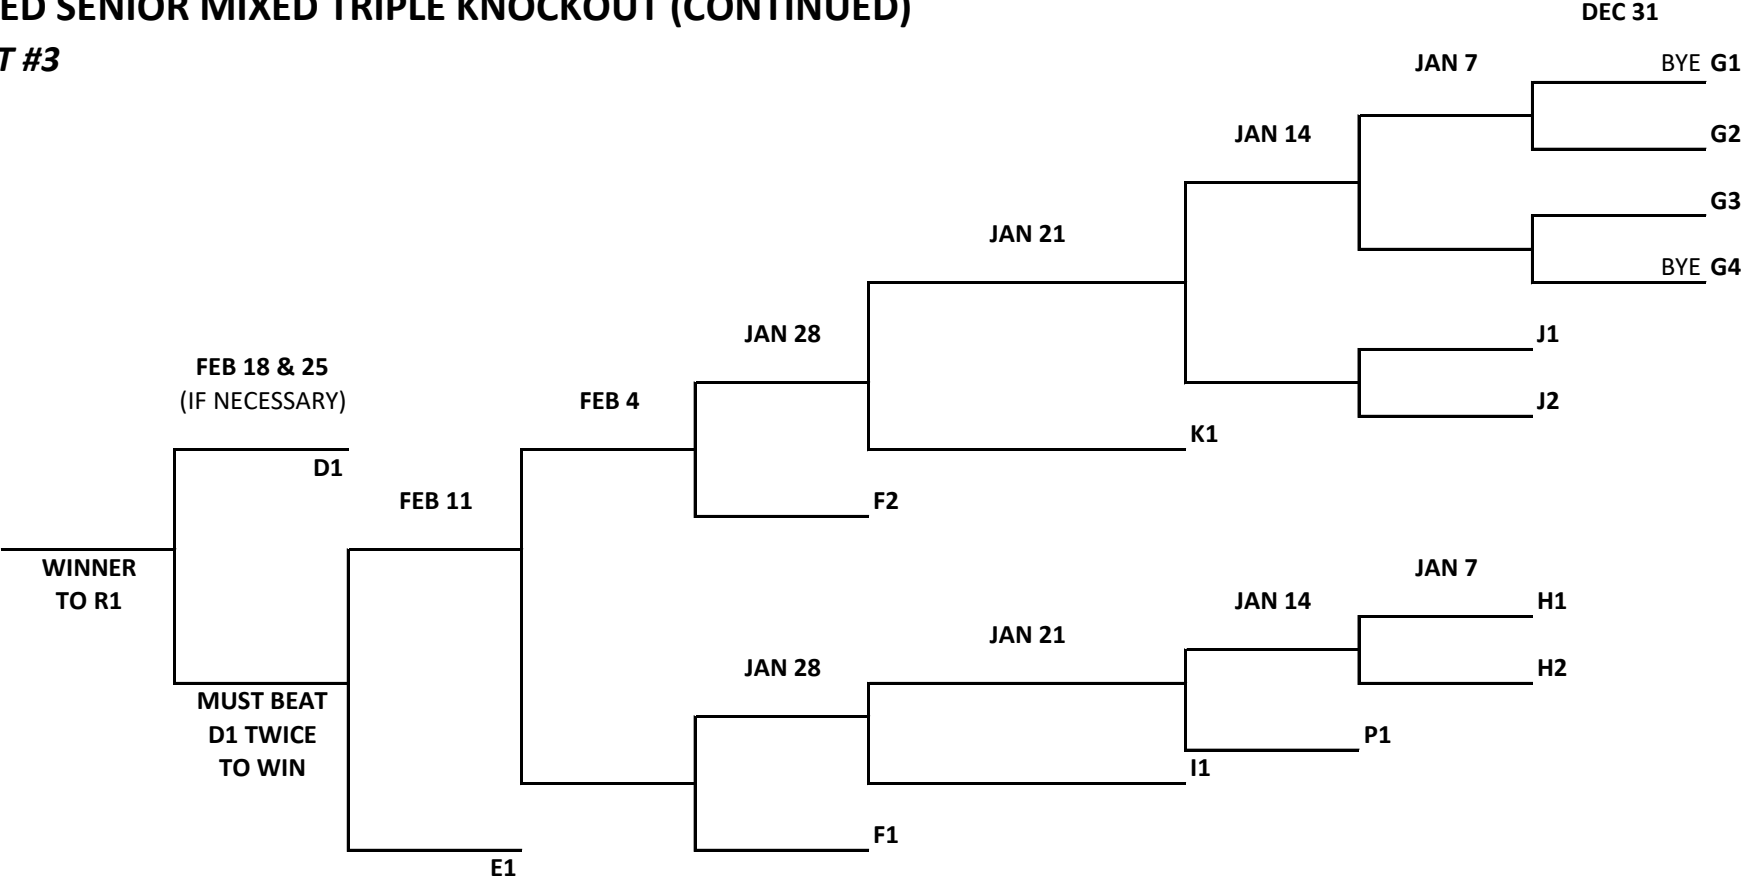 ED SENIOR MIXED TRIPLE KNOCKOUT (CONTINUED)
DEC 31
T #3
JAN 7
BYE G1
JAN 14
G2
G3
JAN 21
BYE G4
JAN 28
J1
FEB 18 & 25
(IF NECESSARY)
FEB 4
J2
K1
D1
FEB 11
F2
WINNER
TO R1
JAN 7
JAN 14
H1
JAN 21
JAN 28
H2
MUST BEAT
D1 TWICE
TO WIN
P1
I1
F1
E1